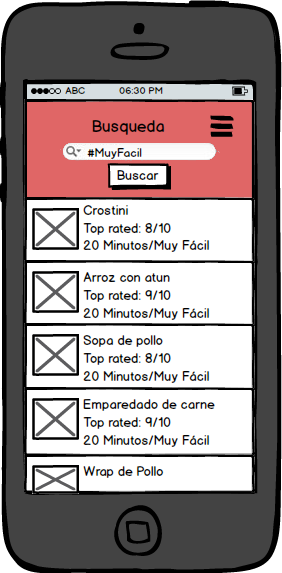 ABC 06:30 PM
Busqueda
#MuyFacil
Buscar
Crostini
Top rated: 8/10
20 Minutos/Muy Fácil
Arroz con atun
Top rated: 9/10
20 Minutos/Muy Fácil
Sopa de pollo
Top rated: 8/10
20 Minutos/Muy Fácil
Emparedado de carne
Top rated: 9/10
20 Minutos/Muy Fácil
Wrap de Pollo